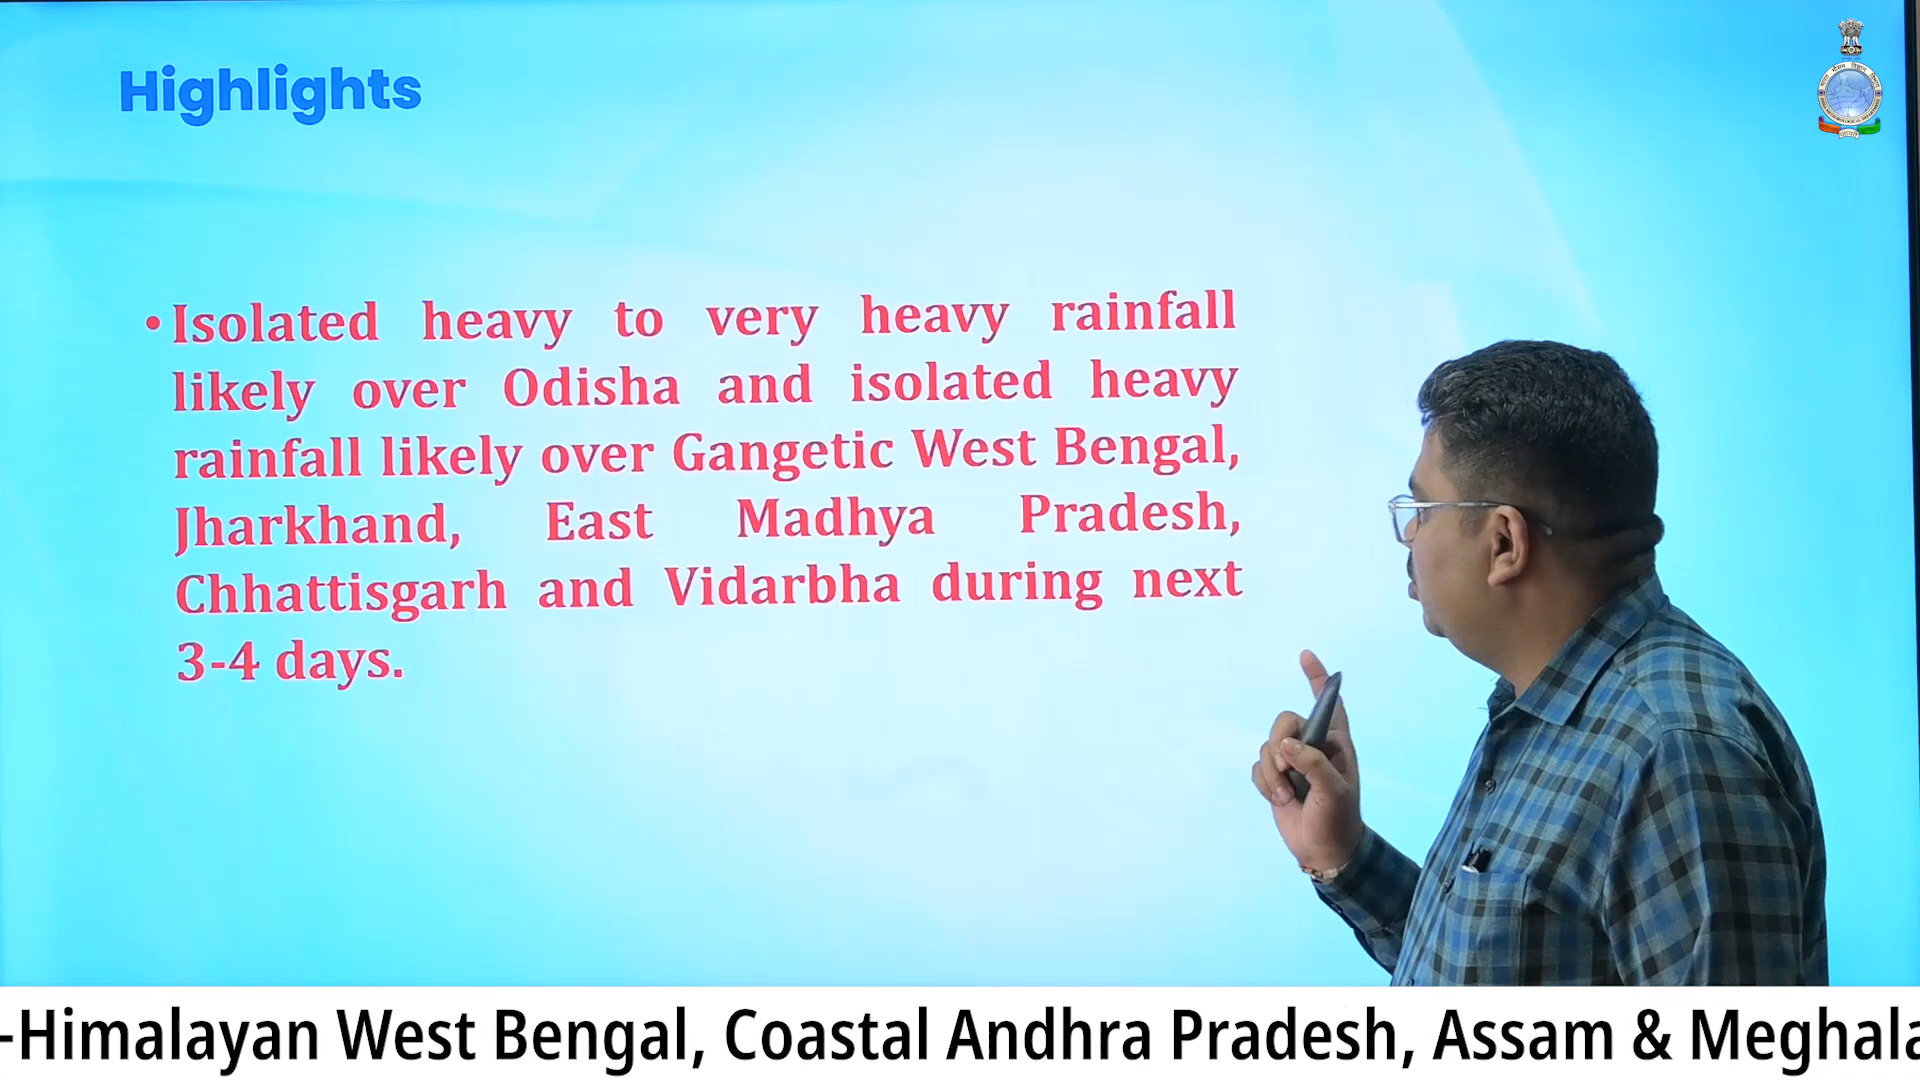 Highlights
• Isolated heavy to very heavy rainfall
likely over Odisha and isolated heavy
rainfall likely over Gangetic West Bengal,
Jharkhand, East Madhya Pradesh,
Chhattisgarh and Vidarbha during next
3-4 days.
-Himalayan West Bengal, Coastal Andhra Pradesh, Assam & Meghala